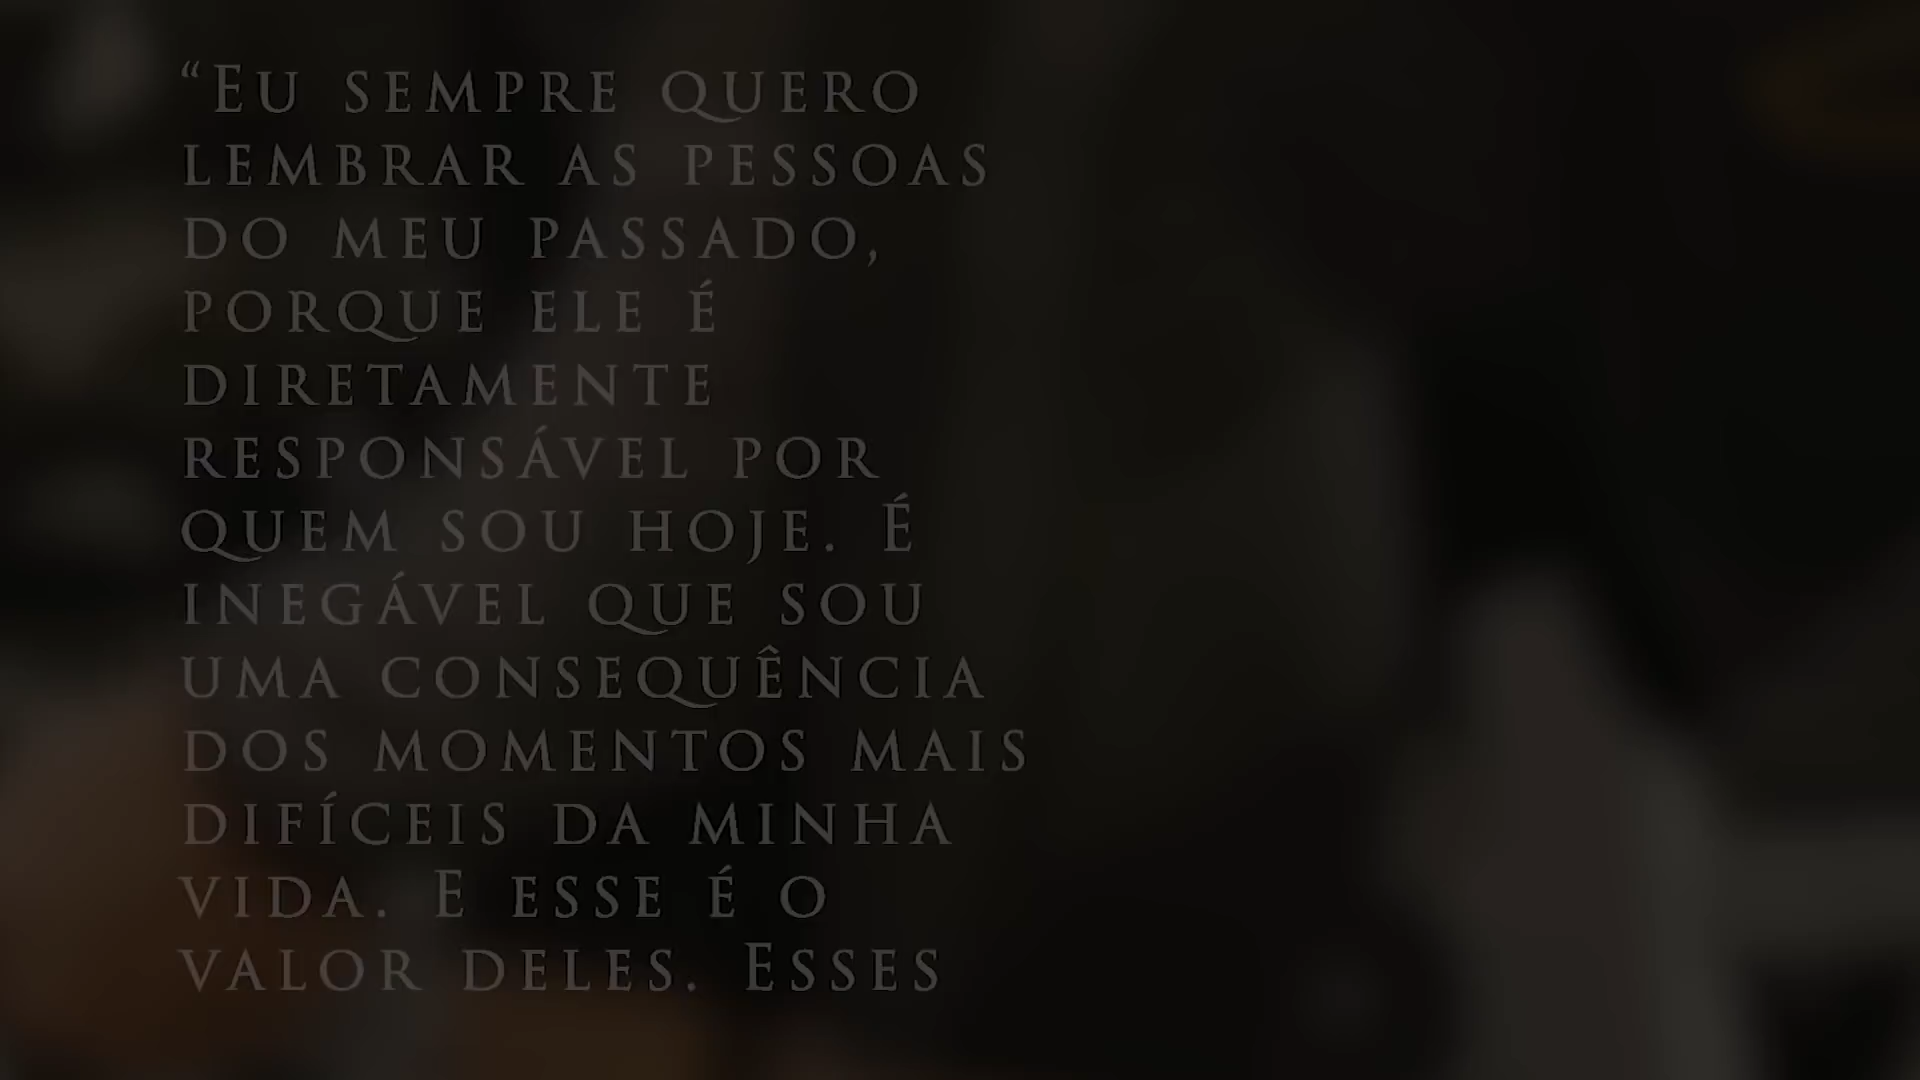 “Eu sempre quero
lembrar as pessoas
do meu passado,
porque ele é
diretamente
responsável por
quem sou hoje. É
inegável que sou
uma consequência
dos momentos mais
difíceis da minha
vida. E esse é o
valor deles. Esses